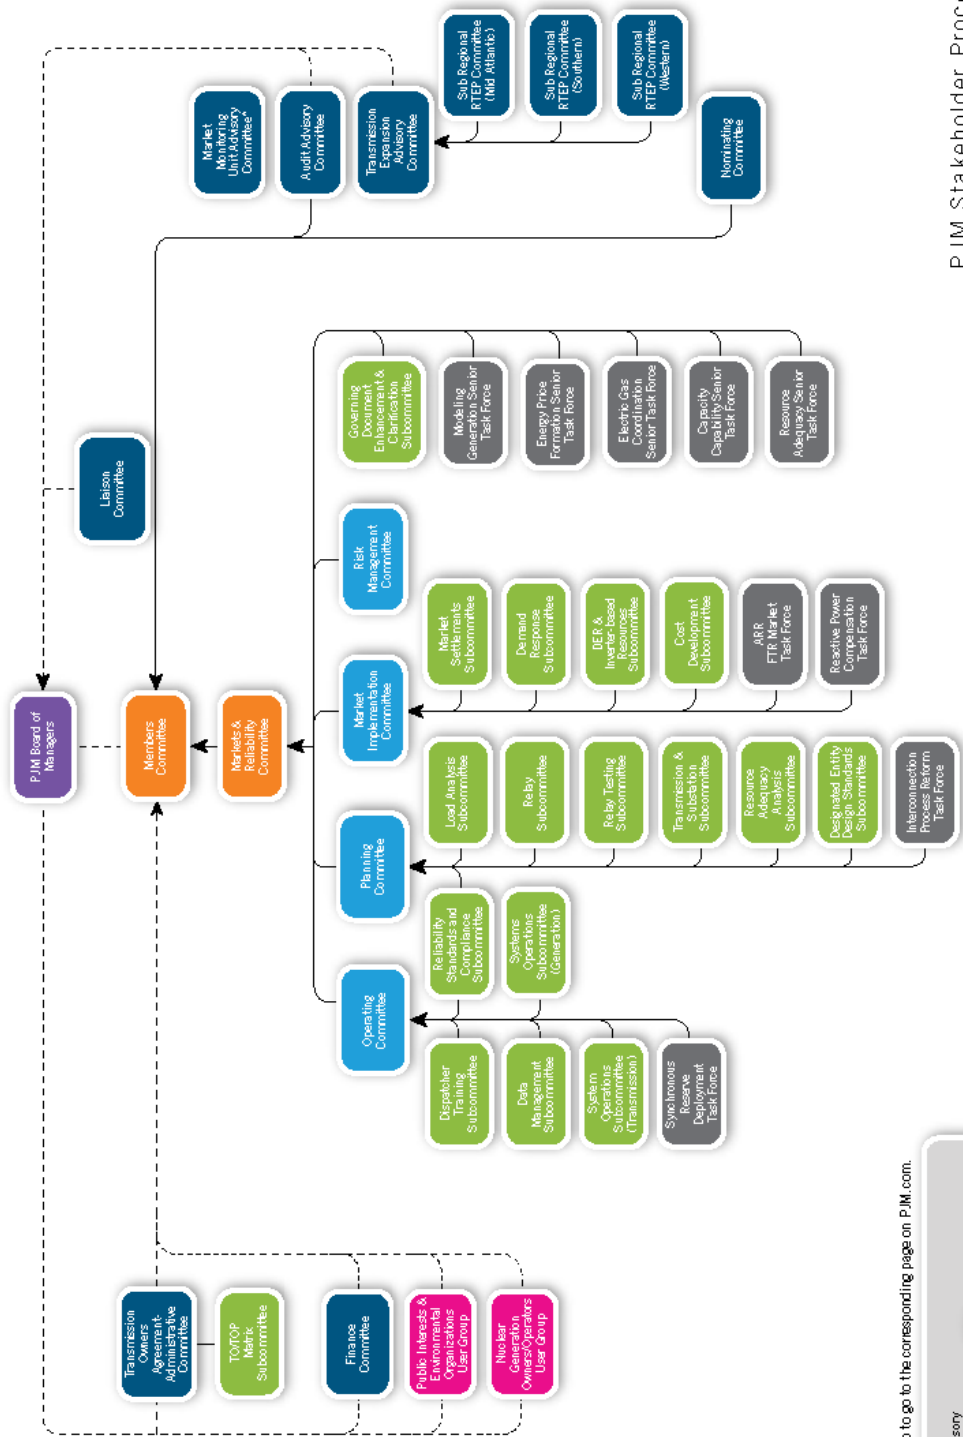 PJM Board of
Managers
Liaison
Committee
Members
Committee
Markets &
Reliability
Committee
Transmission
Owners
Agreement-
Administrative
Committee
TO/TOP
Matrix
Subcommittee
Finance
Committee
Public Interests &
Environmental
Organizations
User Group
Nuclear
Generation
Owners/Operators
User Group
Market
Monitoring
Unit Advisory
Committee*
Audit Advisory
Committee
Transmission
Expansion
Advisory
Committee
Sub Regional
RTEP Committee
(Mid Atlantic)
Sub Regional
RTEP Committee
(Southern)
Sub Regional
RTEP Committee
(Western)
Nominating
Committee
Operating
Committee
Planning
Committee
Market
Implementation
Committee
Risk
Management
Committee
Dispatcher
Training
Subcommittee
Data
Management
Subcommittee
System
Operations
Subcommittee
(Transmission)
Synchronous
Reserve
Deployment
Task Force
Reliability
Standards and
Compliance
Subcommittee
Systems
Operations
Subcommittee
(Generation)
Load Analysis
Subcommittee
Relay
Subcommittee
Relay Testing
Subcommittee
Transmission &
Substation
Subcommittee
Resource
Adequacy
Analysis
Subcommittee
Designated Entity
Design Standards
Subcommittee
Interconnection
Process Reform
Task Force
Market
Settlements
Subcommittee
Demand
Response
Subcommittee
DER &
Inverter-based
Resources
Subcommittee
Cost
Development
Subcommittee
ARR
FTR Market
Task Force
Reactive Power
Compensation
Task Force
Governing
Document
Enhancement &
Clarification
Subcommittee
Modeling
Generation Senior
Task Force
Energy Price
Formation Senior
Task Force
Electric Gas
Coordination
Senior Task Force
Capacity
Capability Senior
Task Force
Resource
Adequacy Senior
Task Force
to go to the corresponding page on PJM.com.
PJM Stakeholder